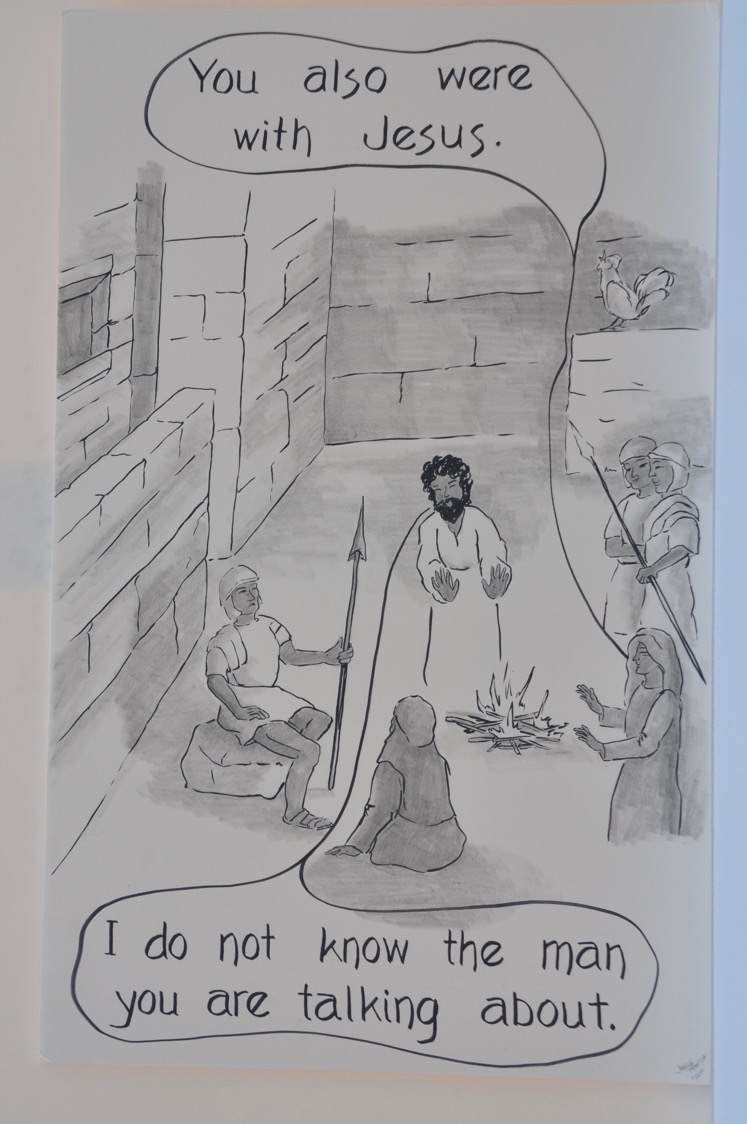 You also were
with Jesus.
I do not know the man
you are talking about.